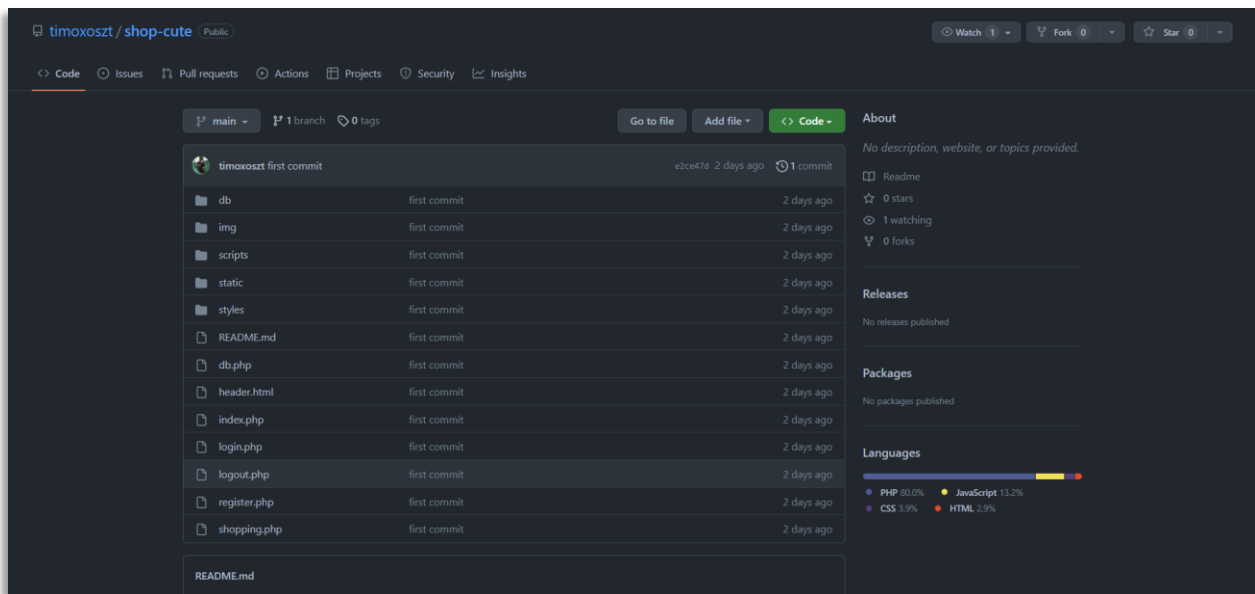 timoxoszt / shop-cute Public
Watch 1 Fork 0 Star 0
Code Issues Pull requests Actions Projects Security Insights
main 1 branch 0 tags Go to file Add file Code
timoxoszt first commit e2ce47d 2 days ago 1 commit
db first commit 2 days ago
img first commit 2 days ago
scripts first commit 2 days ago
static first commit 2 days ago
styles first commit 2 days ago
README.md first commit 2 days ago
db.php first commit 2 days ago
header.html first commit 2 days ago
index.php first commit 2 days ago
login.php first commit 2 days ago
logout.php first commit 2 days ago
register.php first commit 2 days ago
shopping.php first commit 2 days ago
README.md
About
No description, website, or topics provided.
Readme
0 stars
1 watching
0 forks
Releases
No releases published
Packages
No packages published
Languages
PHP 80.0% JavaScript 13.2%
CSS 3.9% HTML 2.9%